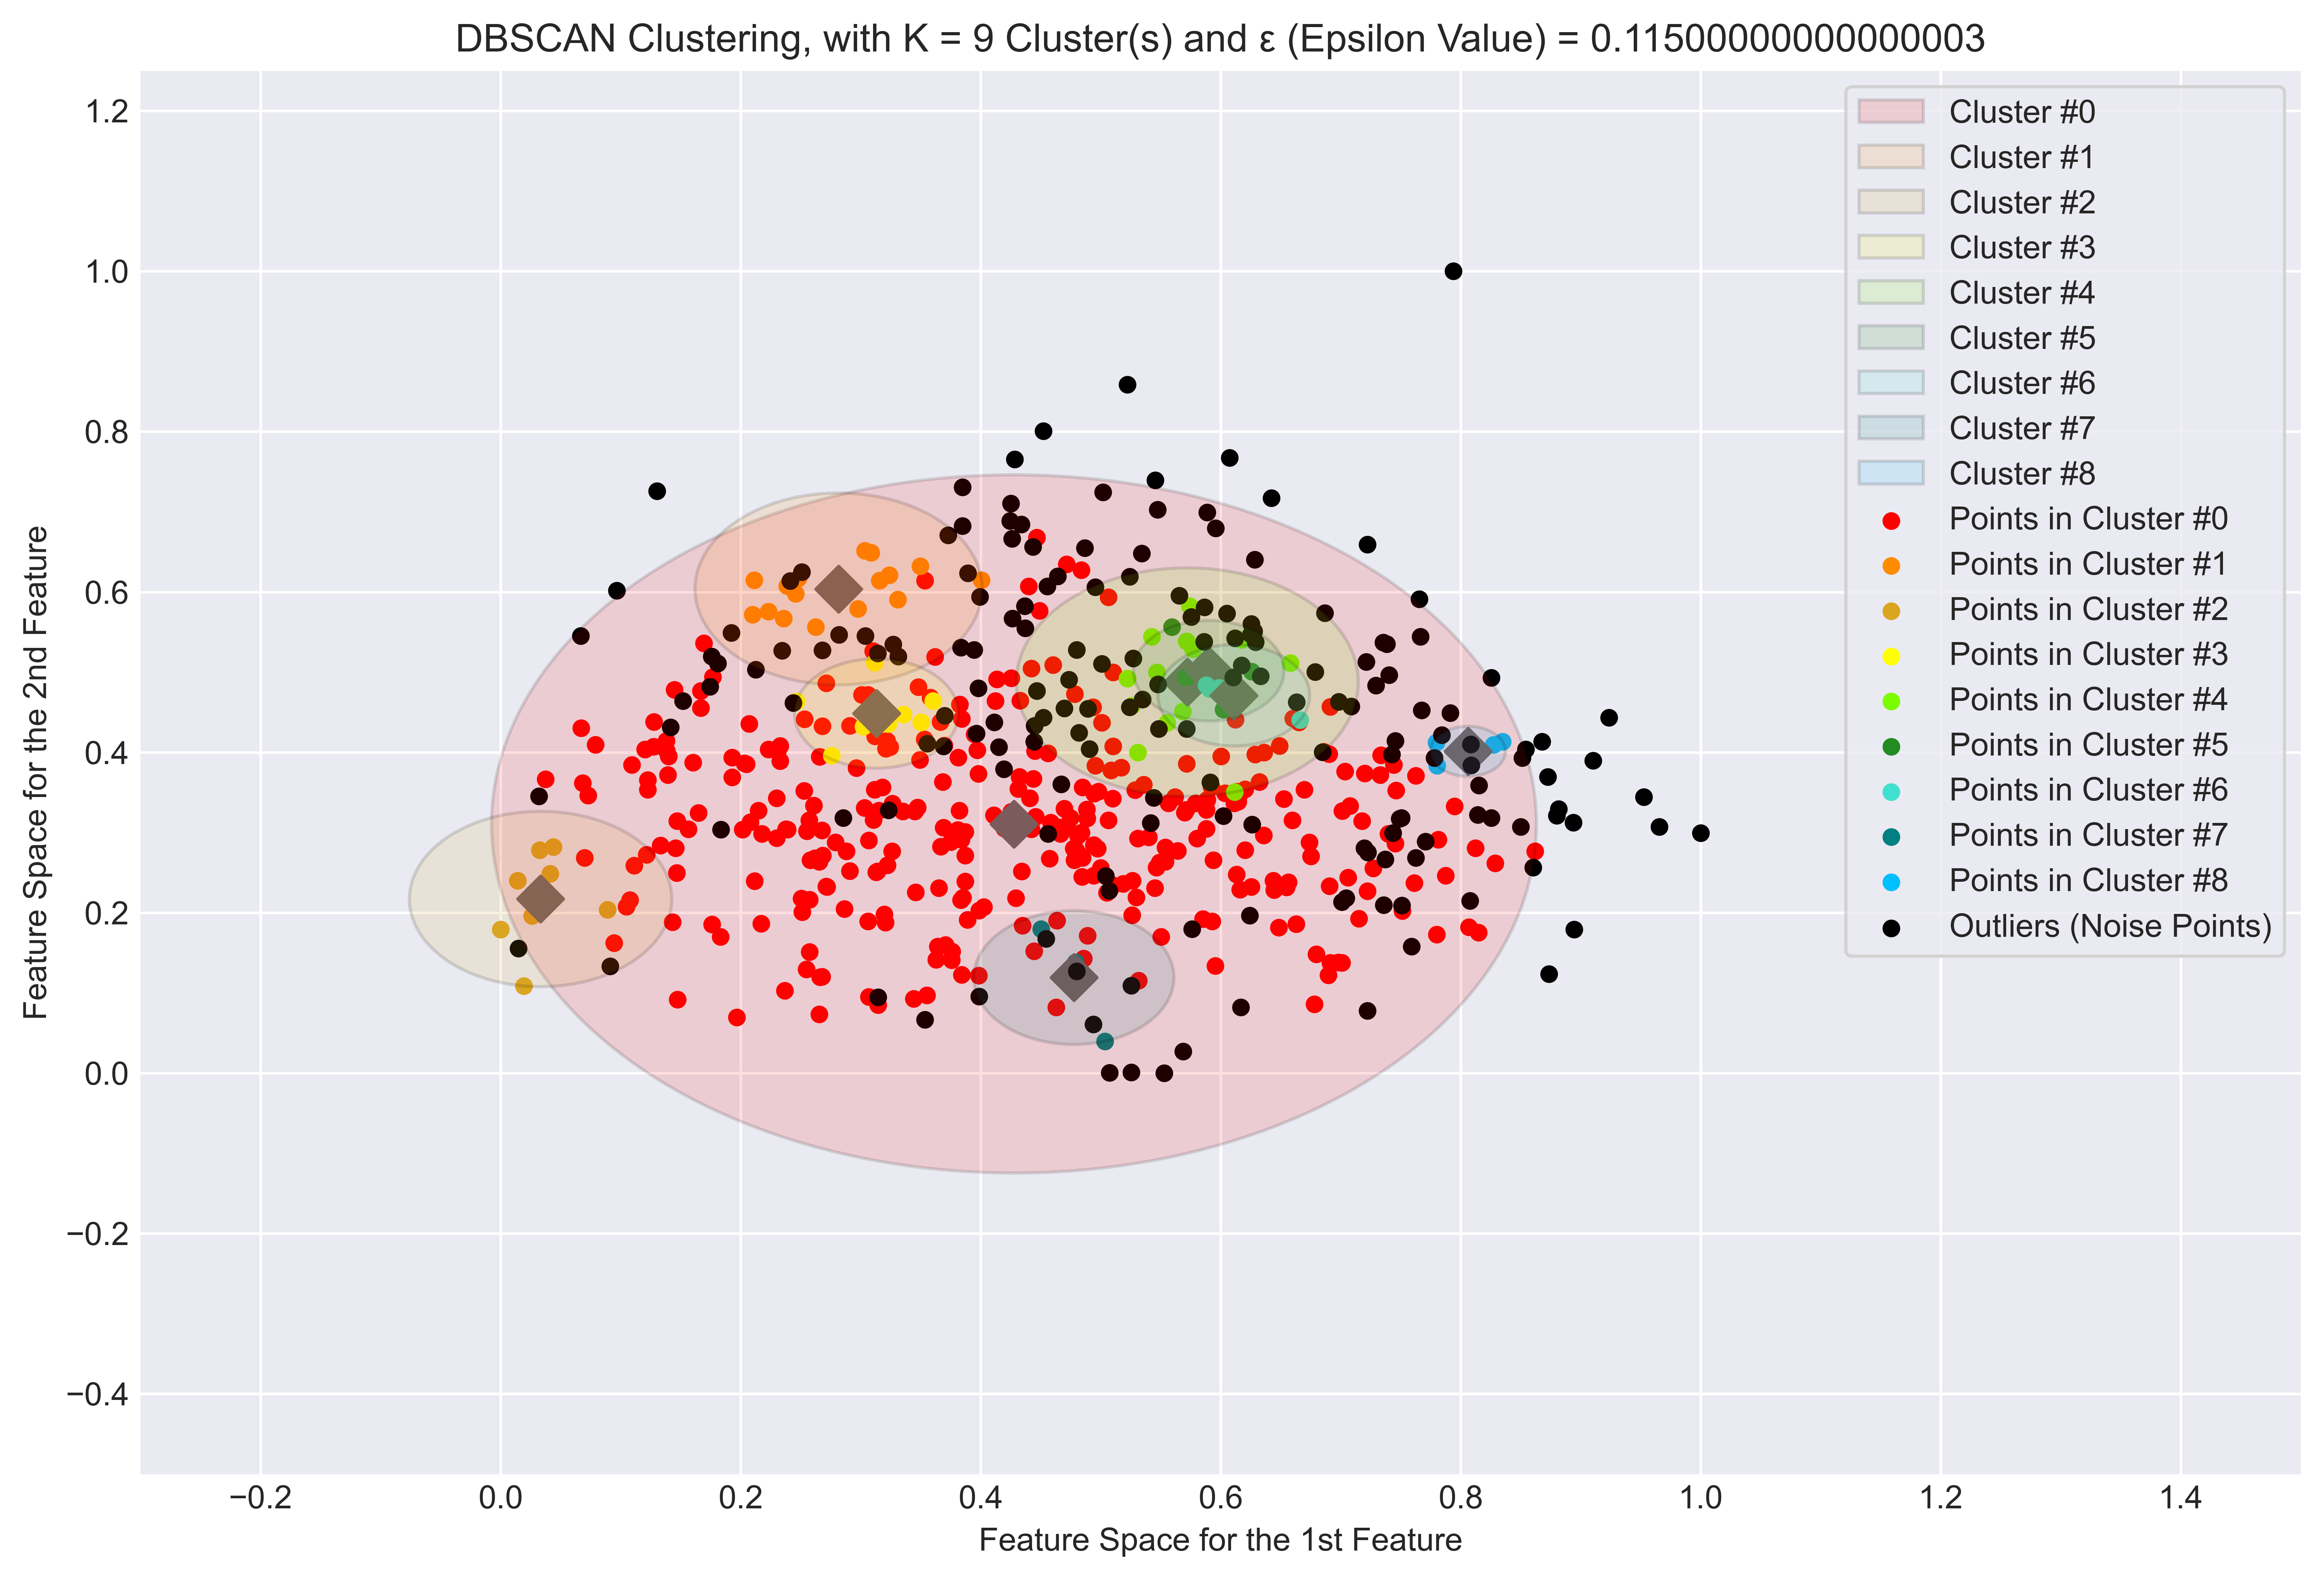 DBSCAN Clustering, with K = 9 Cluster(s) and ε (Epsilon Value) = 0.11500000000000003
Feature Space for the 2nd Feature
1.2
1.0
0.8
0.6
0.4
0.2
0.0
−0.2
−0.4
Cluster #0
Cluster #1
Cluster #2
Cluster #3
Cluster #4
Cluster #5
Cluster #6
Cluster #7
Cluster #8
Points in Cluster #0
Points in Cluster #1
Points in Cluster #2
Points in Cluster #3
Points in Cluster #4
Points in Cluster #5
Points in Cluster #6
Points in Cluster #7
Points in Cluster #8
Outliers (Noise Points)
−0.2 0.0 0.2 0.4 0.6 0.8 1.0 1.2 1.4
Feature Space for the 1st Feature